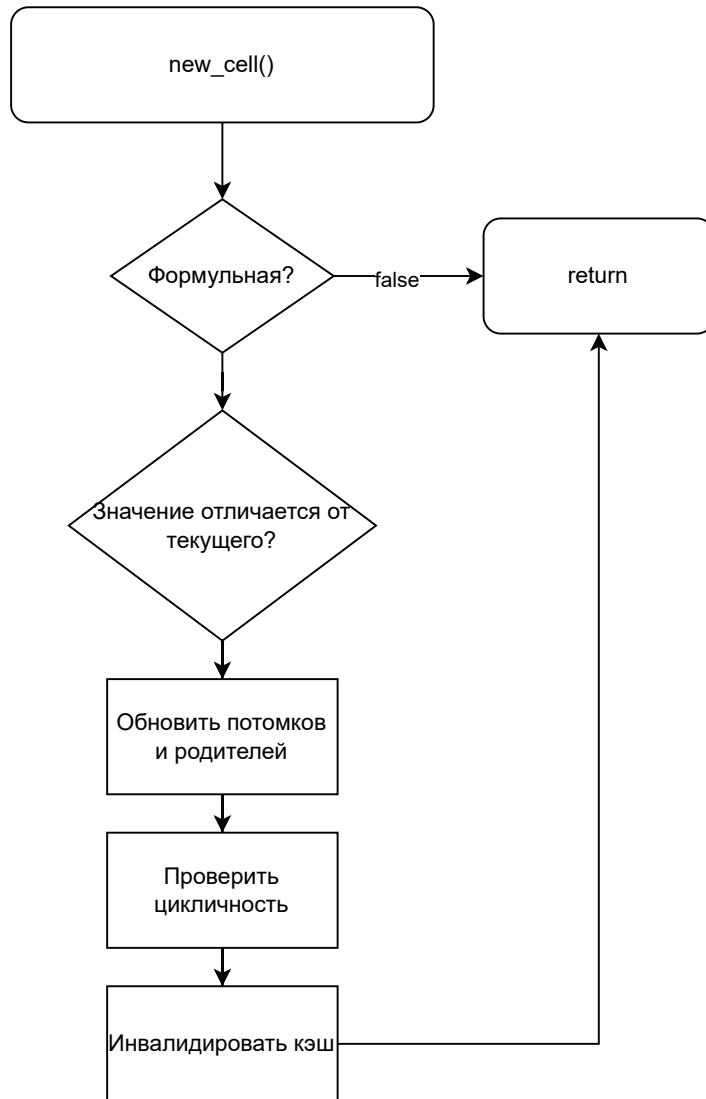 new_cell()
Формульная?
false
return
Значение отличается от
текущего?
Обновить потомков
и родителей
Проверить
цикличность
Инвалидировать кэш